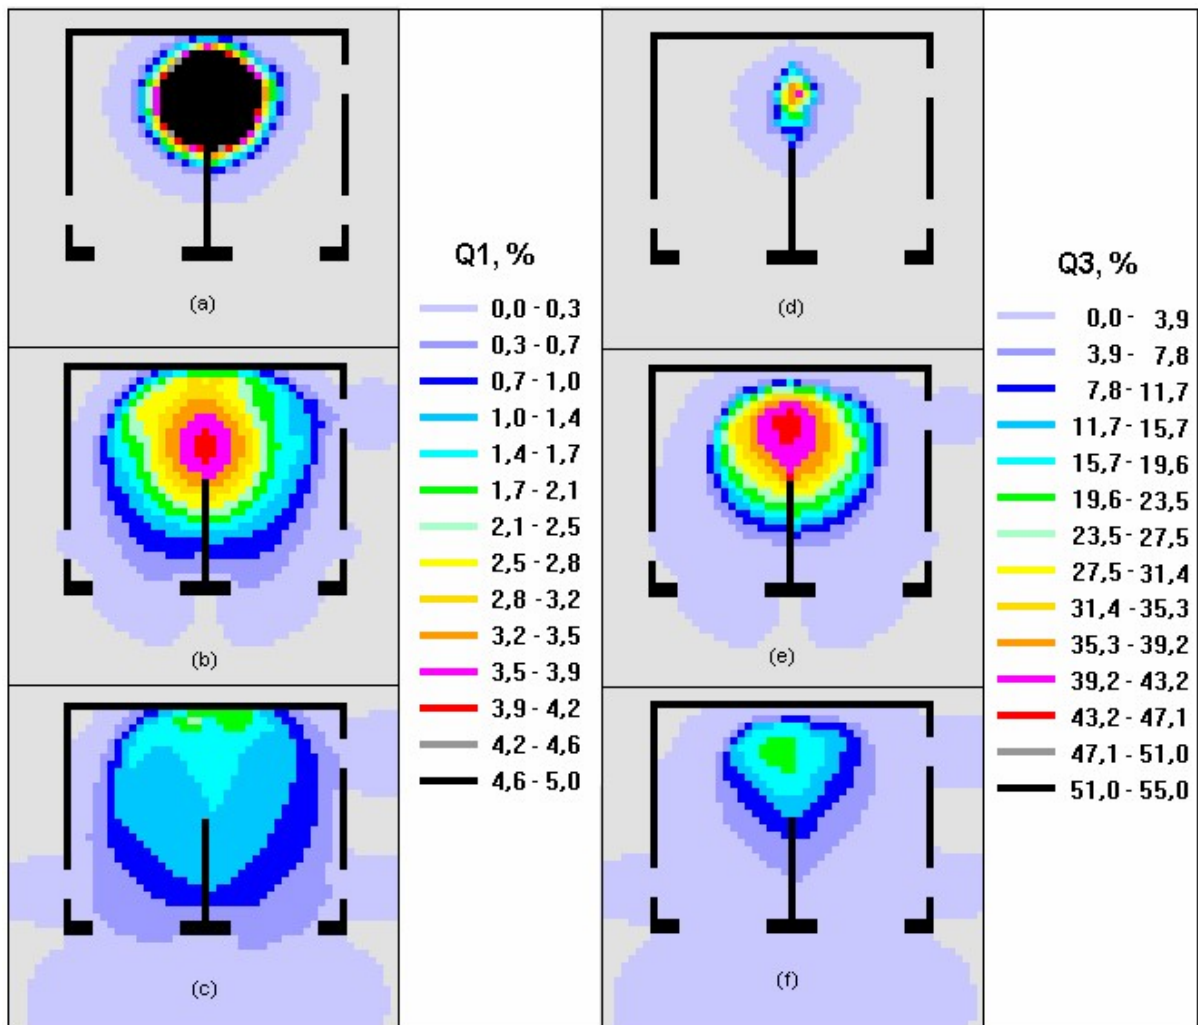 (a)
(b)
(c)
Q1, %
0,0 - 0,3
0,3 - 0,7
0,7 - 1,0
1,0 - 1,4
1,4 - 1,7
1,7 - 2,1
2,1 - 2,5
2,5 - 2,8
2,8 - 3,2
3,2 - 3,5
3,5 - 3,9
3,9 - 4,2
4,2 - 4,6
4,6 - 5,0
(d)
(e)
(f)
Q3, %
0,0 - 3,9
3,9 - 7,8
7,8 - 11,7
11,7 - 15,7
15,7 - 19,6
19,6 - 23,5
23,5 - 27,5
27,5 - 31,4
31,4 - 35,3
35,3 - 39,2
39,2 - 43,2
43,2 - 47,1
47,1 - 51,0
51,0 - 55,0